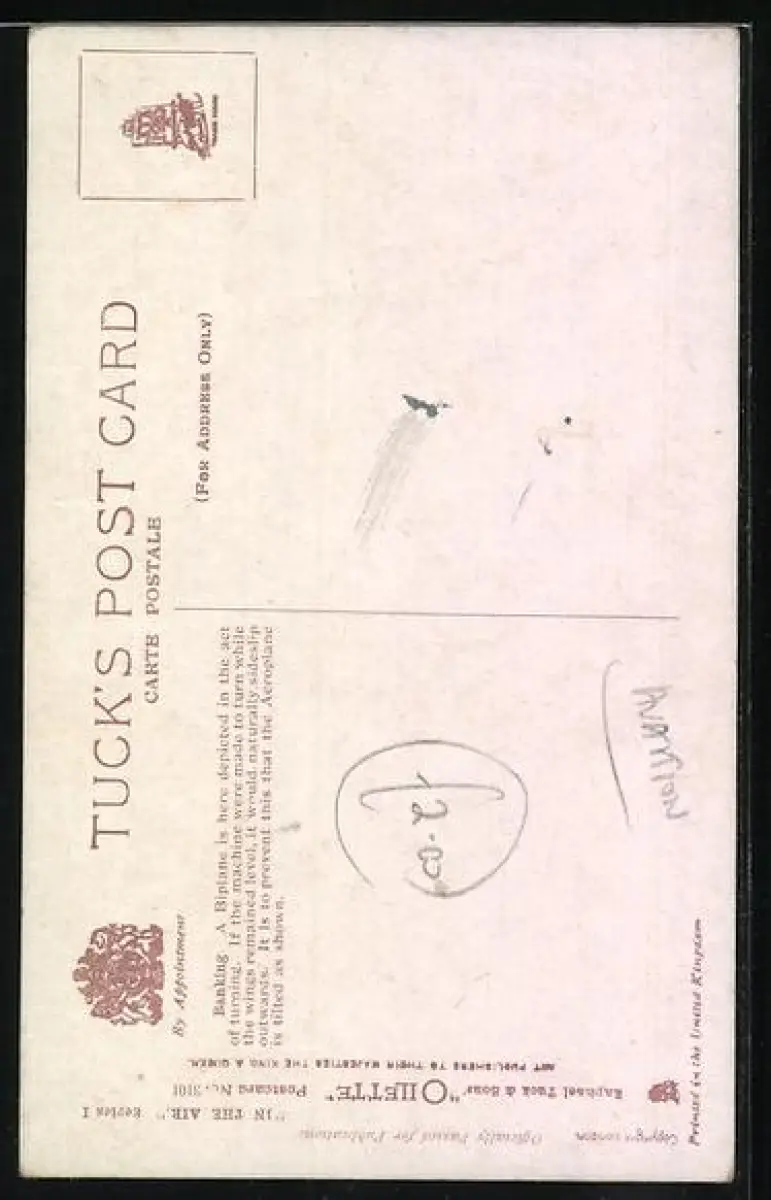 TUCK'S POST CARD
CARTE POSTALE
By Appointment
(FOR ADDRESS ONLY)
Banking. A Biplane is here depicted in the act
of turning. If the machine were made to turn while
the wings remained level, it would naturally sideslip
outwards. It is to prevent this that the Aeroplane
is tilted as shown.
£2.00
Aviation
"IN THE AIR," Series I
Raphael Tuck & Sons' "OILETTE" Postcard No. 3101
ART PUBLISHERS TO THEIR MAJESTIES THE KING & QUEEN.
Officially Passed for Publication
Copyright London
Printed in the United Kingdom